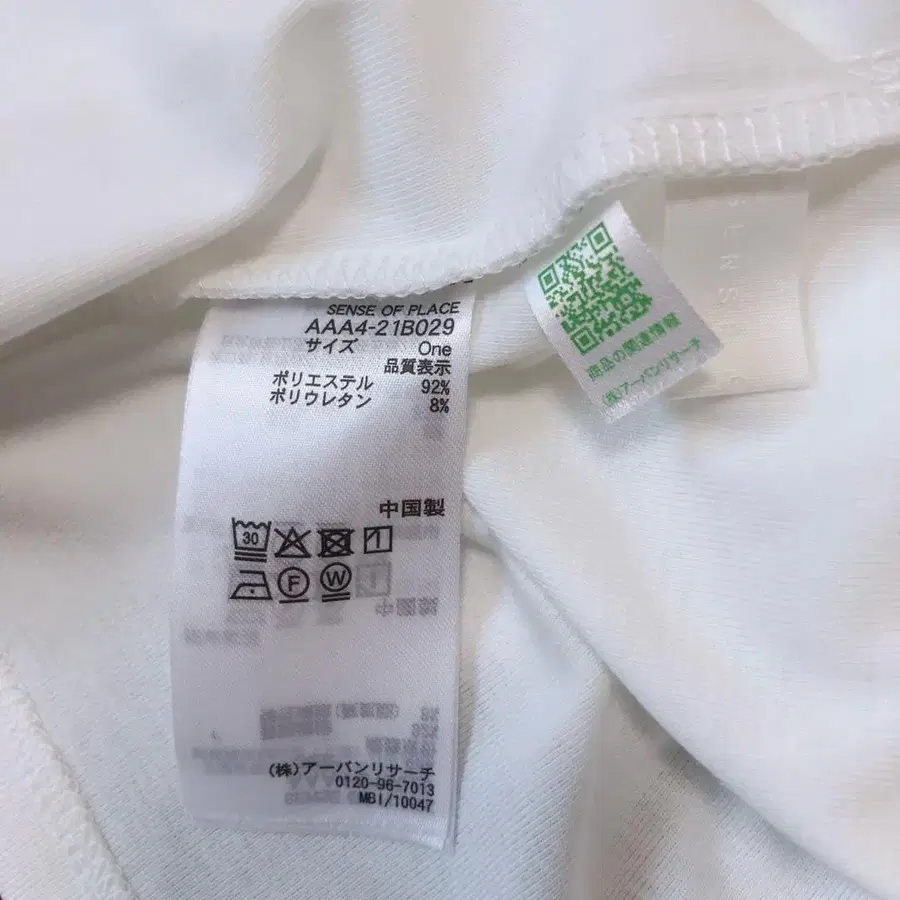 SENSE OF PLACE
AAA4-21B029
サイズ One
品質表示
ポリエステル 92%
ポリウレタン 8%
中国製
30
1
F
W
(株)アーバンリサーチ
0120-96-7013
MBI/10047
商品の関連情報
(株)アーバンリサーチ